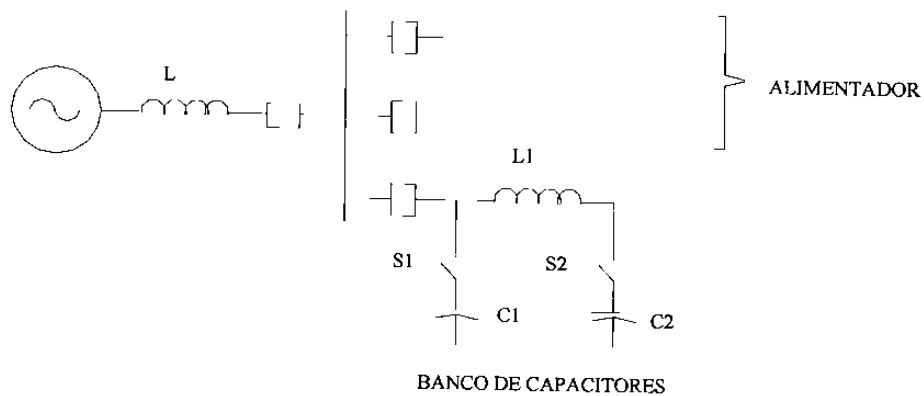 L
ALIMENTADOR
L1
S1
S2
C1
C2
BANCO DE CAPACITORES